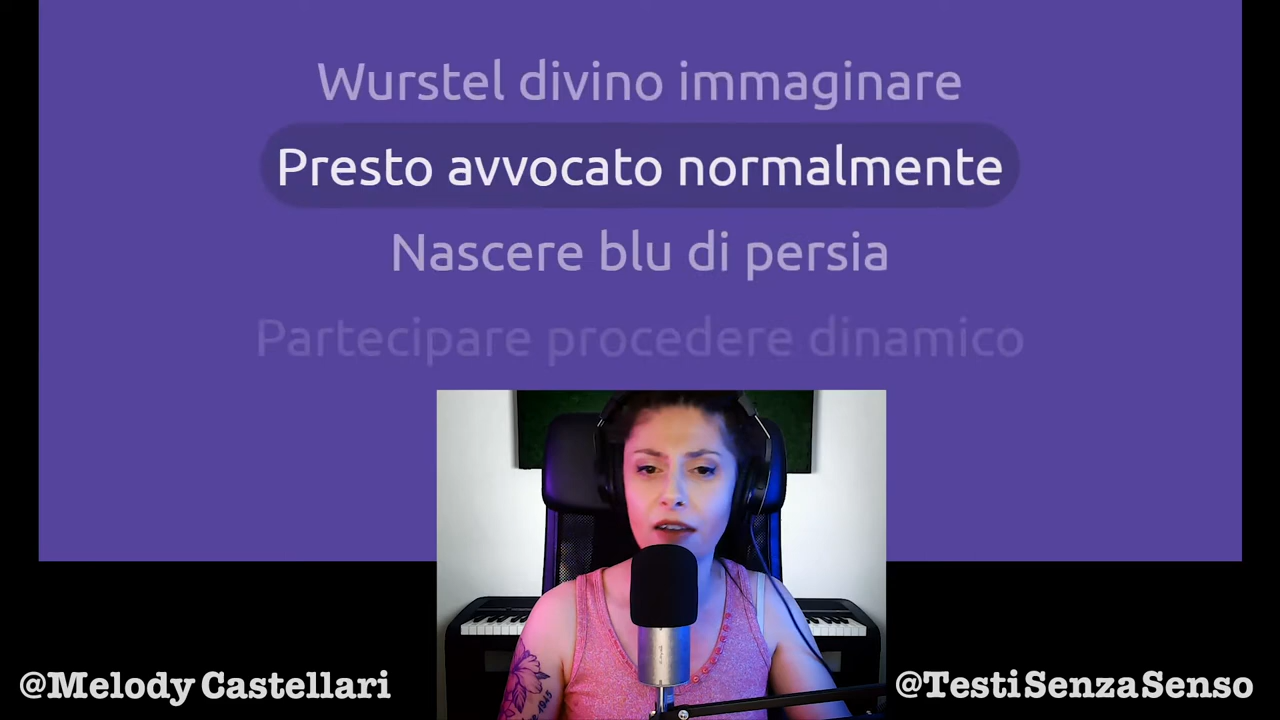 Wurstel divino immaginare
Presto avvocato normalmente
Nascere blu di persia
Partecipare procedere dinamico
@Melody Castellari
@TestiSenzaSenso